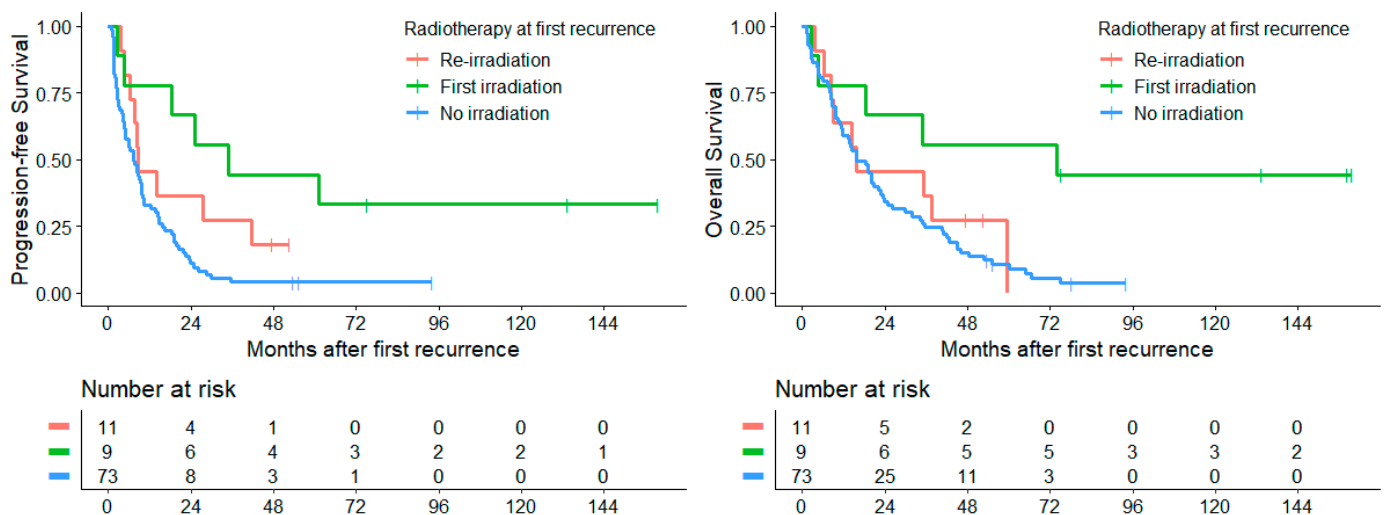 Progression-free Survival
1.00
0.75
0.50
0.25
0.00
Radiotherapy at first recurrence
Re-irradiation
First irradiation
No irradiation
0 24 48 72 96 120 144
Months after first recurrence
Number at risk
11 4 1 0 0 0 0
9 6 4 3 2 2 1
73 8 3 1 0 0 0
0 24 48 72 96 120 144
Overall Survival
1.00
0.75
0.50
0.25
0.00
Radiotherapy at first recurrence
Re-irradiation
First irradiation
No irradiation
0 24 48 72 96 120 144
Months after first recurrence
Number at risk
11 5 2 0 0 0 0
9 6 5 5 3 3 2
73 25 11 3 0 0 0
0 24 48 72 96 120 144